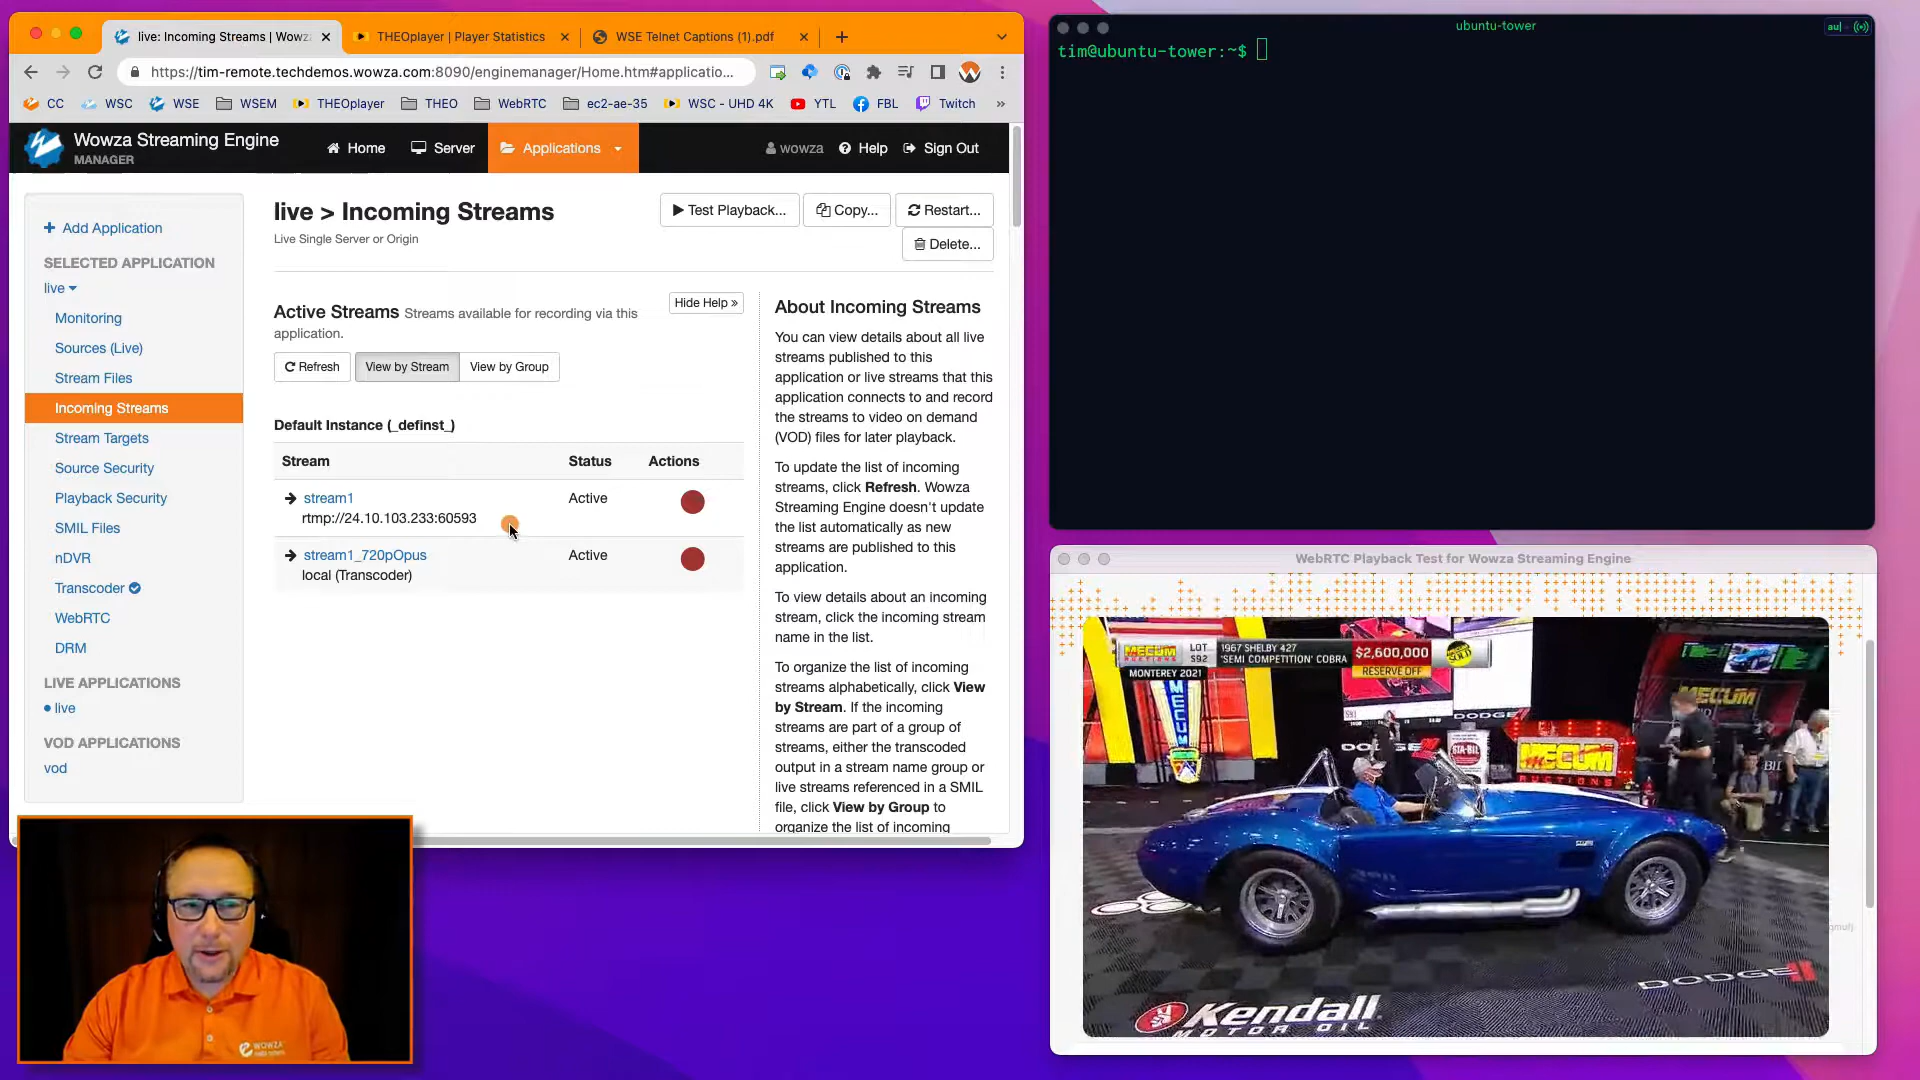 live: Incoming Streams | Wowz
THEOplayer | Player Statistics
WSE Telnet Captions (1).pdf
https://tim-remote.techdemos.wowza.com:8090/enginemanager/Home.htm#applicatio...
CC
WSC
WSE
WSEM
THEOplayer
THEO
WebRTC
ec2-ae-35
WSC - UHD 4K
YTL
FBL
Twitch
»
Wowza Streaming Engine
MANAGER
Home
Server
Applications
wowza
Help
Sign Out
+ Add Application
SELECTED APPLICATION
live
Monitoring
Sources (Live)
Stream Files
Incoming Streams
Stream Targets
Source Security
Playback Security
SMIL Files
nDVR
Transcoder
WebRTC
DRM
LIVE APPLICATIONS
live
VOD APPLICATIONS
vod
live > Incoming Streams
Live Single Server or Origin
Test Playback...
Copy...
Restart...
Delete...
Active Streams Streams available for recording via this
application.
Hide Help »
Refresh
View by Stream
View by Group
Default Instance (_definst_)
Stream Status Actions
stream1 Active
rtmp://24.10.103.233:60593
stream1_720pOpus Active
local (Transcoder)
About Incoming Streams
You can view details about all live
streams published to this
application or live streams that this
application connects to and record
the streams to video on demand
(VOD) files for later playback.
To update the list of incoming
streams, click Refresh. Wowza
Streaming Engine doesn't update
the list automatically as new
streams are published to this
application.
To view details about an incoming
stream, click the incoming stream
name in the list.
To organize the list of incoming
streams alphabetically, click View
by Stream. If the incoming
streams are part of a group of
streams, either the transcoded
output in a stream name group or
live streams referenced in a SMIL
file, click View by Group to
organize the list of incoming
WOWZA
ubuntu-tower
tim@ubuntu-tower:~$
WebRTC Playback Test for Wowza Streaming Engine
MECUM
AUCTIONS
LOT
S92
1967 SHELBY 427
'SEMI COMPETITION' COBRA
$2,600,000
RESERVE OFF
SOLD
MONTEREY 2021
MECUM
DODGE
STA-BIL
MECUM
AUCTIONS
MECUM
DODGE
Kendall
MOTOR OIL